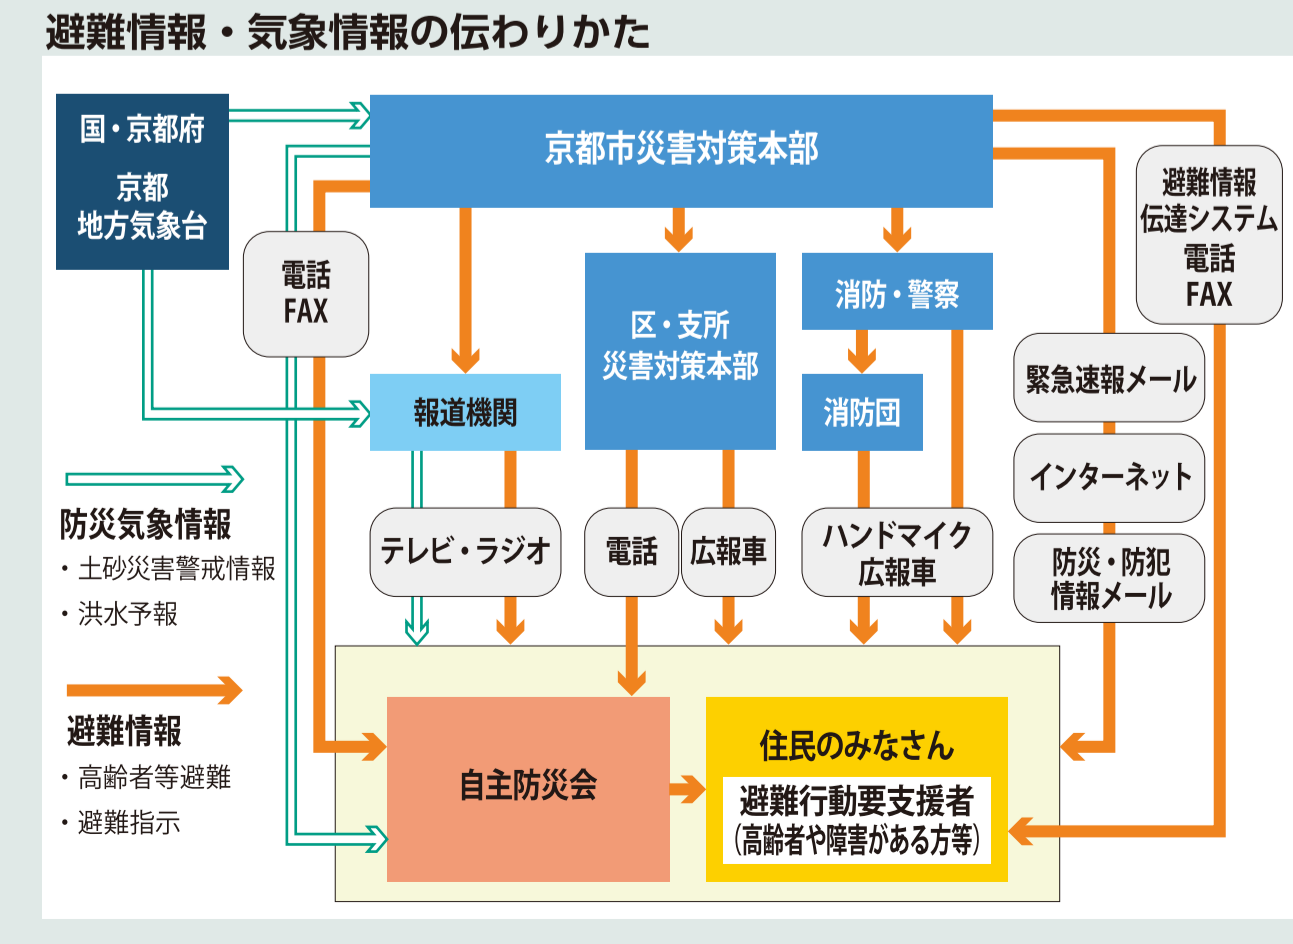 避難情報・気象情報の伝わりかた
国・京都府
京都
地方気象台
京都市災害対策本部
避難情報
伝達システム
電話
FAX
電話
FAX
区・支所
災害対策本部
消防・警察
緊急速報メール
報道機関
消防団
インターネット
防災気象情報
・土砂災害警戒情報
・洪水予報
テレビ・ラジオ
電話
広報車
ハンドマイク
広報車
防災・防犯
情報メール
避難情報
・高齢者等避難
・避難指示
自主防災会
住民のみなさん
避難行動要支援者
(高齢者や障害がある方等)